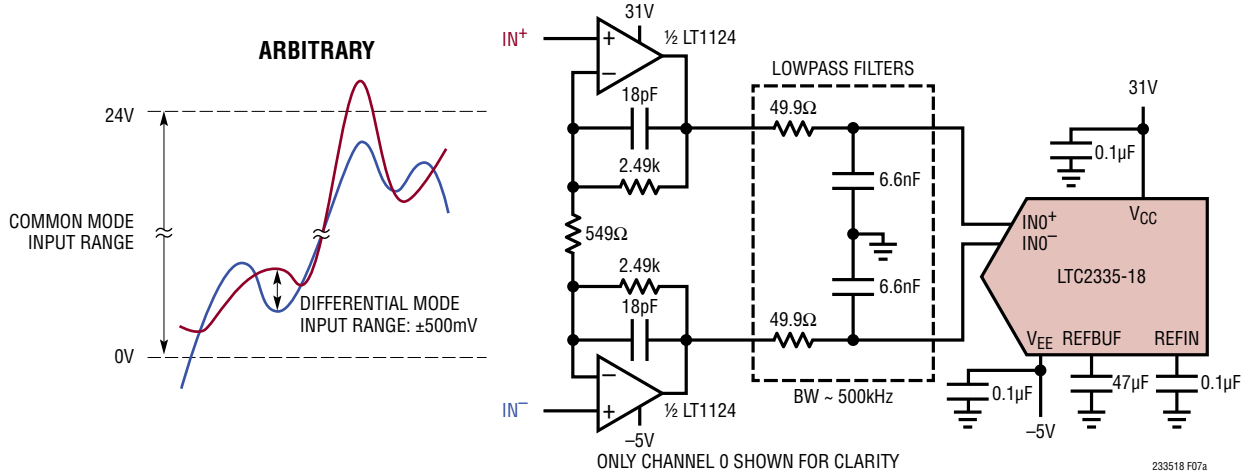 ARBITRARY
24V
COMMON MODE
INPUT RANGE
DIFFERENTIAL MODE
INPUT RANGE: ±500mV
0V
IN+
31V
½ LT1124
+
–
18pF
2.49k
549Ω
2.49k
18pF
–
+
IN–
½ LT1124
–5V
LOWPASS FILTERS
49.9Ω
6.6nF
6.6nF
49.9Ω
BW ~ 500kHz
31V
0.1µF
VCC
IN0+
IN0–
LTC2335-18
VEE REFBUF REFIN
0.1µF
47µF
0.1µF
–5V
ONLY CHANNEL 0 SHOWN FOR CLARITY
233518 F07a